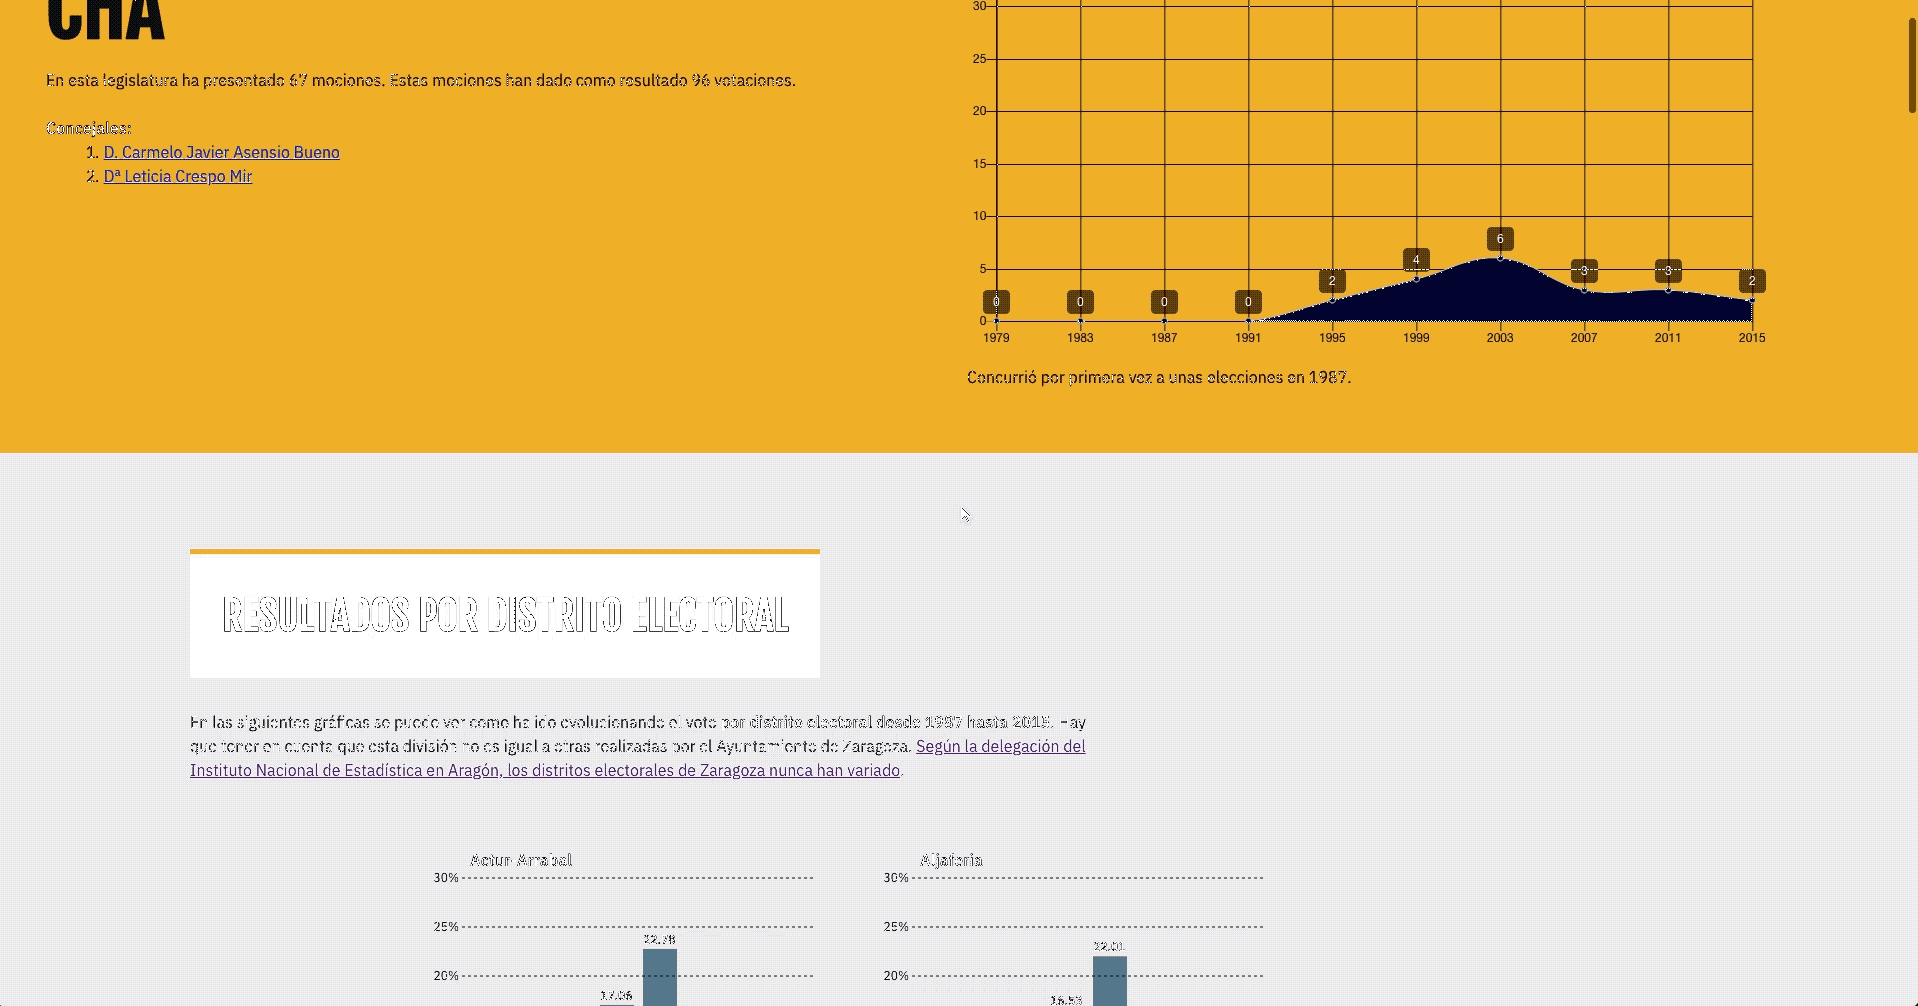 CHA
En esta legislatura ha presentado 67 mociones. Estas mociones han dado como resultado 96 votaciones.
Concejales:
1. D. Carmelo Javier Asensio Bueno
2. Dª Leticia Crespo Mir
30
25
20
15
10
5
0
0 0 0 0 2 4 6 3 3 2
1979 1983 1987 1991 1995 1999 2003 2007 2011 2015
Concurrió por primera vez a unas elecciones en 1987.
RESULTADOS POR DISTRITO ELECTORAL
En las siguientes gráficas se puede ver como ha ido evolucionando el voto por distrito electoral desde 1987 hasta 2015. Hay
que tener en cuenta que esta división no es igual a otras realizadas por el Ayuntamiento de Zaragoza. Según la delegación del
Instituto Nacional de Estadística en Aragón, los distritos electorales de Zaragoza nunca han variado.
Actur-Arrabal
30%
25%
22.78
20%
17.06
Aljaferia
30%
25%
22.01
20%
16.53